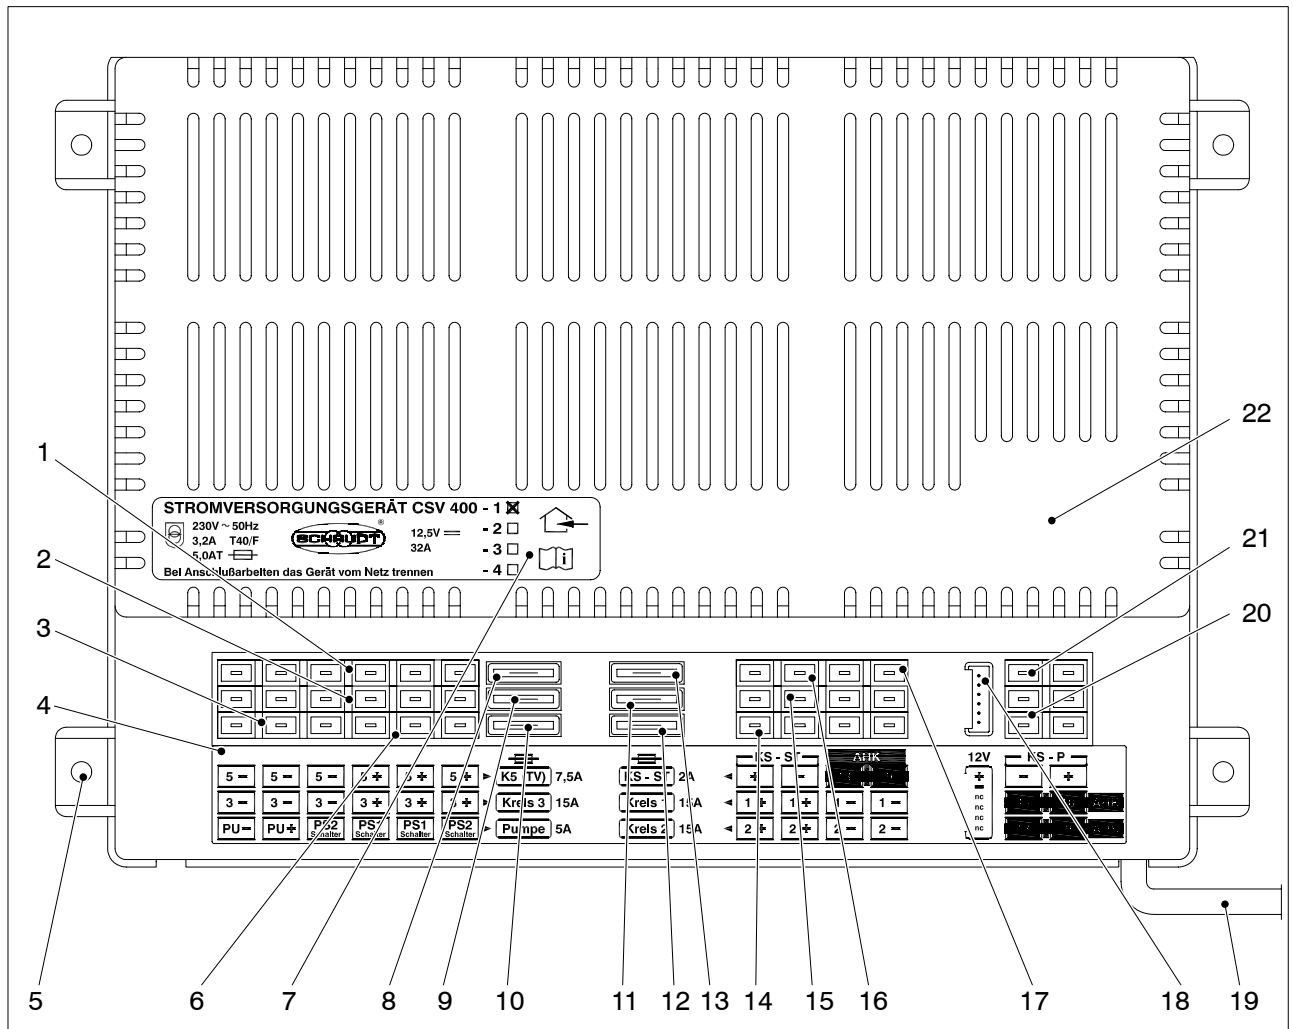 STROMVERSORGUNGSGERÄT CSV 400 - 1
230V ~ 50Hz
3,2A T40/F
5,0AT
SCHAUDT
®
12,5V
32A
- 2
- 3
- 4
i
Bei Anschlußarbeiten das Gerät vom Netz trennen
1
2
3
4
5
6
7
8
9
10
11
12
13
14
15
16
17
18
19
20
21
22
KS - ST
AHK
12V
KS - P
5 − 5 − 5 − 5 + 5 + 5 + K5 (TV) 7,5A KS - ST 2A + −
3 − 3 − 3 − 3 + 3 + 3 + Kreis 3 15A Kreis 1 15A 1 + 1 + 1 − 1 −
PU − PU + PS2 Schalter PS1 Schalter PS1 Schalter PS2 Schalter Pumpe 5A Kreis 2 15A 2 + 2 + 2 − 2 −
+
−
nc
nc
nc
nc
− +
AHK